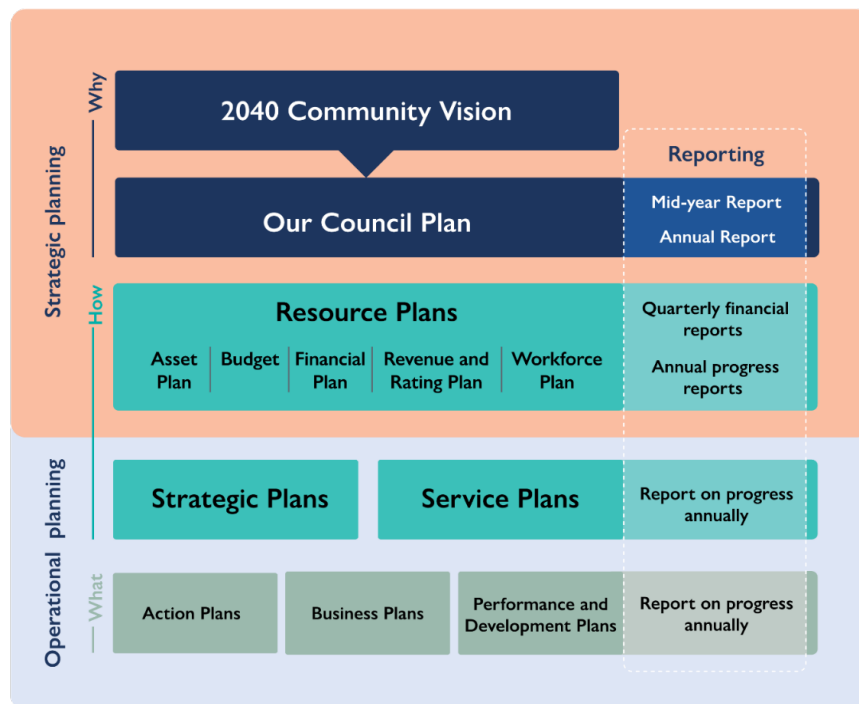 Strategic planning
Why
2040 Community Vision
Reporting
Our Council Plan
Mid-year Report
Annual Report
How
Resource Plans
Asset
Plan
Budget
Financial
Plan
Revenue and
Rating Plan
Workforce
Plan
Quarterly financial
reports
Annual progress
reports
Operational planning
Strategic Plans
Service Plans
Report on progress
annually
What
Action Plans
Business Plans
Performance and
Development Plans
Report on progress
annually